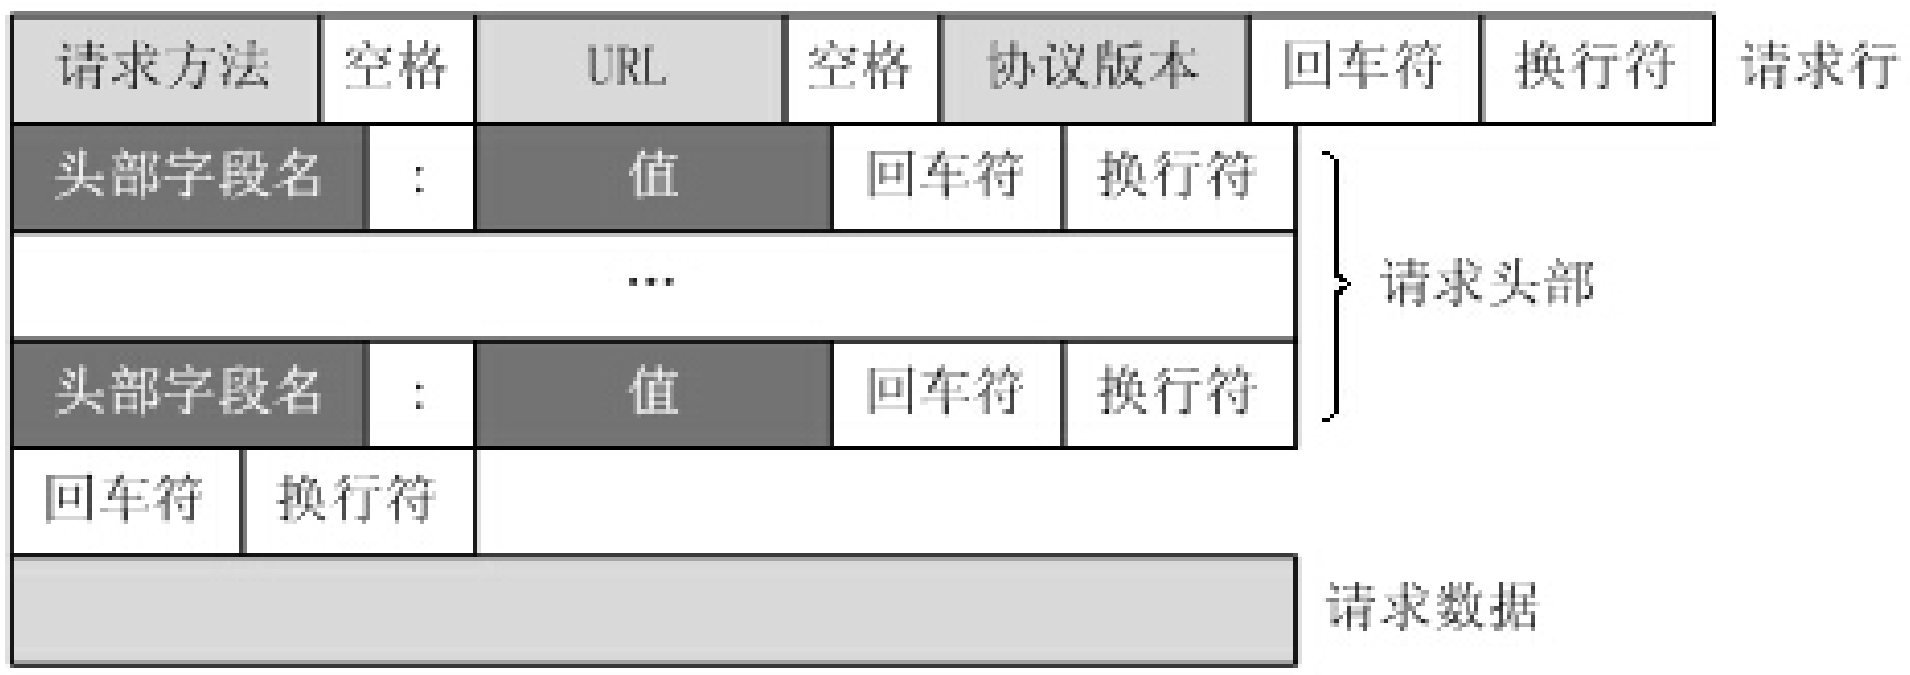 请求方法 空格 URL 空格 协议版本 回车符 换行符 请求行
头部字段名 : 值 回车符 换行符
... 请求头部
头部字段名 : 值 回车符 换行符
回车符 换行符
请求数据